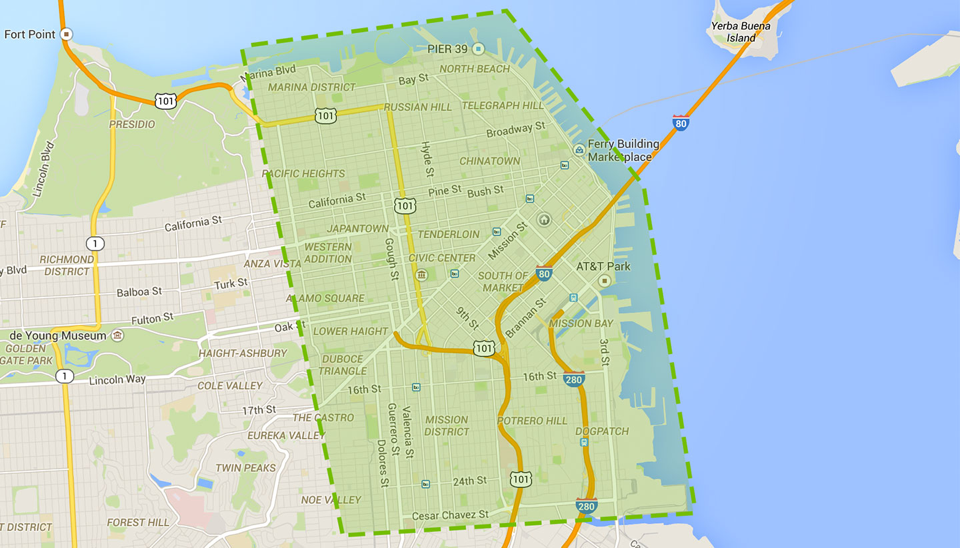 Fort Point
101
PRESIDIO
Lincoln Blvd
Marina Blvd
MARINA DISTRICT
PIER 39
NORTH BEACH
Bay St
RUSSIAN HILL
TELEGRAPH HILL
101
Broadway St
Ferry Building
Marketplace
Yerba Buena
Island
80
Hyde St
CHINATOWN
PACIFIC HEIGHTS
Pine St
Bush St
California St
California St
101
JAPANTOWN
TENDERLOIN
Mission St
1
RICHMOND
DISTRICT
y Blvd
WESTERN
ADDITION
ANZA VISTA
Gough St
CIVIC CENTER
SOUTH OF
MARKET
80
AT&T Park
Balboa St
Turk St
ALAMO SQUARE
Fulton St
Oak St
LOWER HEIGHT
9th St
Brannan St
MISSION BAY
3rd St
de Young Museum
GOLDEN
GATE PARK
1
Lincoln Way
HAIGHT-ASHBURY
COLE VALLEY
DUBOCE
TRIANGLE
101
16th St
16th St
280
17th St
THE CASTRO
EUREKA VALLEY
Guerrero St
Valencia St
Dolores St
MISSION
DISTRICT
POTRERO HILL
DOGPATCH
TWIN PEAKS
NOE VALLEY
24th St
101
280
Cesar Chavez St
FOREST HILL
T DISTRICT